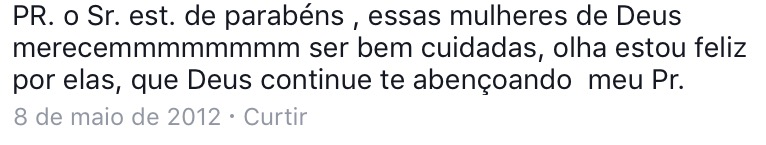 PR. o Sr. est. de parabéns , essas mulheres de Deus
merecemmmmmmmm ser bem cuidadas, olha estou feliz
por elas, que Deus continue te abençoando  meu Pr.
8 de maio de 2012 · Curtir